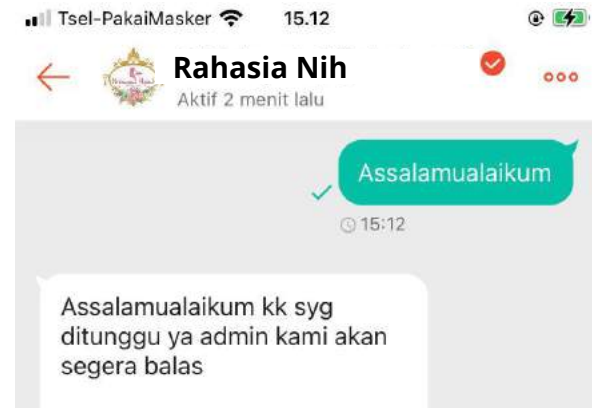 Tsel-PakaiMasker 15.12
Rahasia Nih
Aktif 2 menit lalu
Assalamualaikum
15:12
Assalamualaikum kk syg
ditunggu ya admin kami akan
segera balas